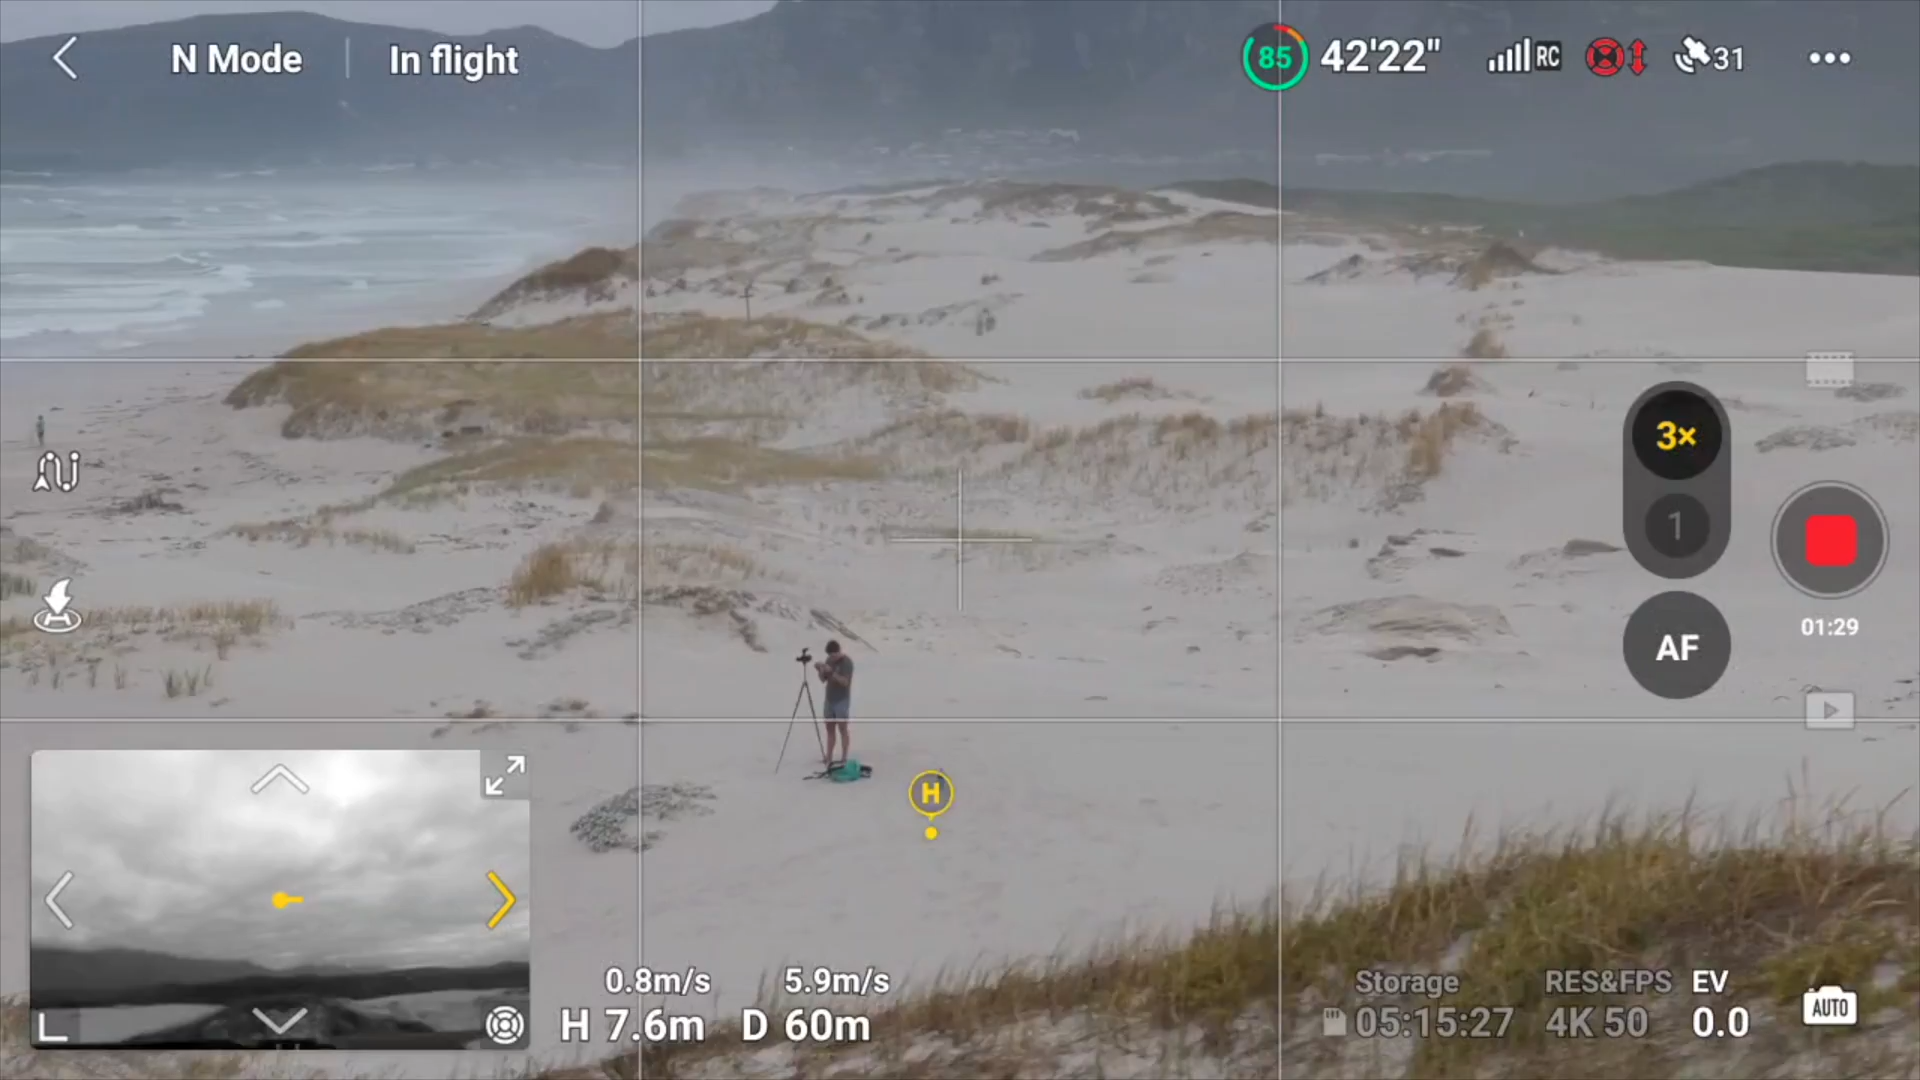 N Mode | In flight
85 42'22" RC 31
3×
1
AF
01:29
H
L
0.8m/s 5.9m/s
H 7.6m D 60m
Storage RES&FPS EV
05:15:27 4K 50 0.0
AUTO